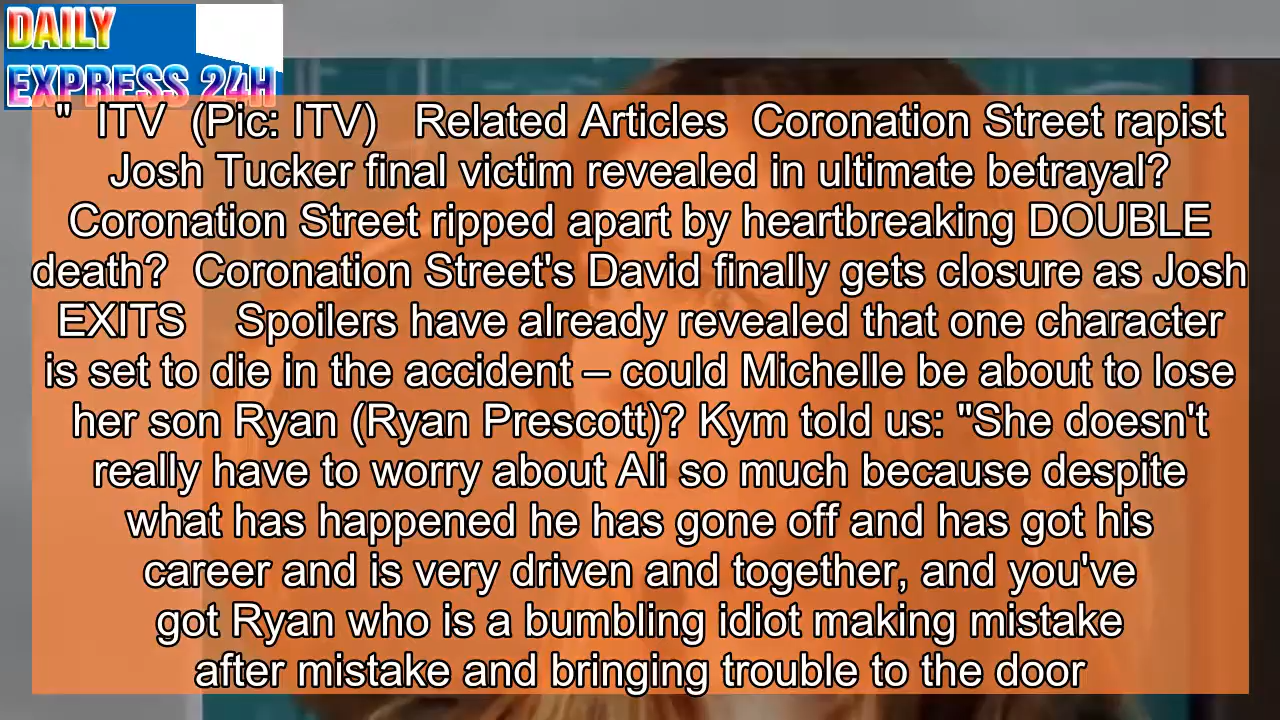 DAILY
EXPRESS 24H
" ITV (Pic: ITV) Related Articles Coronation Street rapist
Josh Tucker final victim revealed in ultimate betrayal?
Coronation Street ripped apart by heartbreaking DOUBLE
death? Coronation Street's David finally gets closure as Josh
EXITS Spoilers have already revealed that one character
is set to die in the accident – could Michelle be about to lose
her son Ryan (Ryan Prescott)? Kym told us: "She doesn't
really have to worry about Ali so much because despite
what has happened he has gone off and has got his
career and is very driven and together, and you've
got Ryan who is a bumbling idiot making mistake
after mistake and bringing trouble to the door